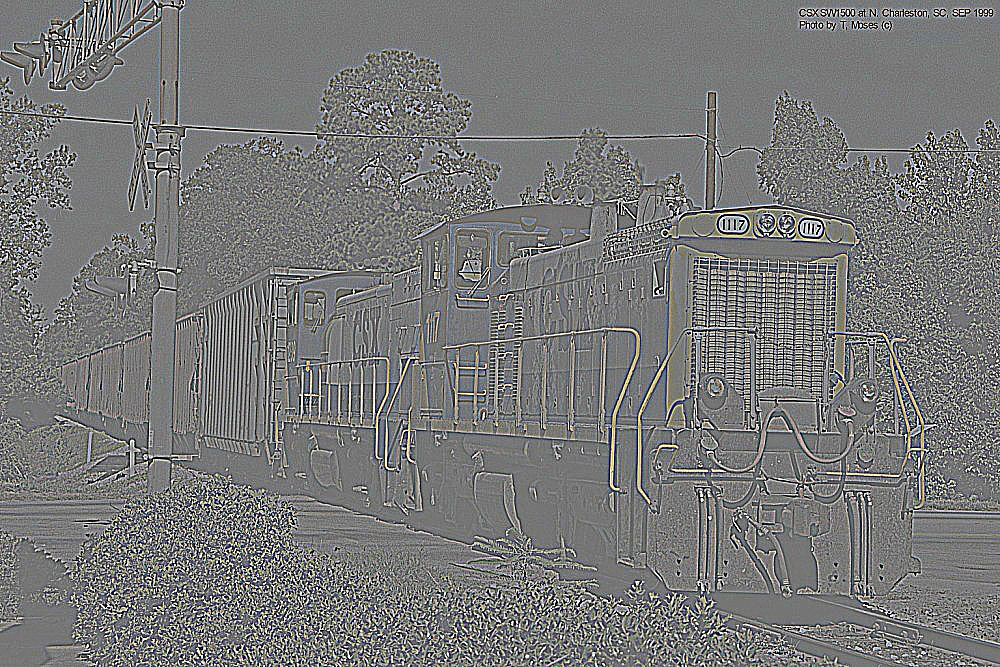 CSX SW1500 at N. Charleston, SC, SEP 1999
Photo by T. Moses (c)
1117 1117
CSX